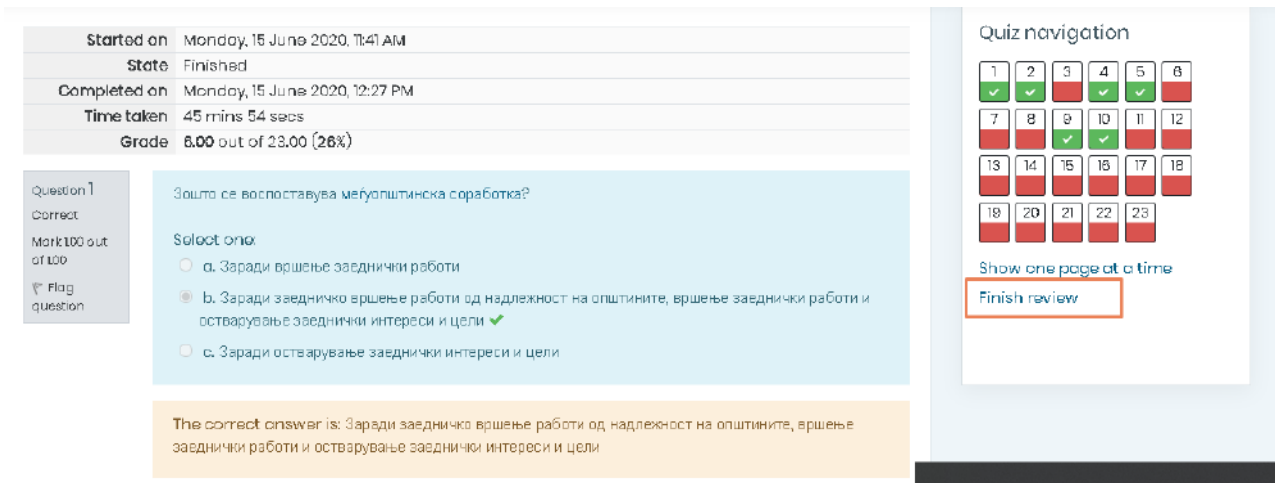 Started on Monday, 15 June 2020, 11:41 AM
State Finished
Completed on Monday, 15 June 2020, 12:27 PM
Time taken 45 mins 54 secs
Grade 6.00 out of 23.00 (26%)
Question 1
Correct
Mark 1.00 out
of 1.00
Flag
question
Зошто се воспоставува меѓуопштинска соработка?
Select one:
a. Заради вршење заеднички работи
b. Заради заедничко вршење работи од надлежност на општините, вршење заеднички работи и
остварување заеднички интереси и цели
c. Заради остварување заеднички интереси и цели
The correct answer is: Заради заедничко вршење работи од надлежност на општините, вршење
заеднички работи и остварување заеднички интереси и цели
Quiz navigation
1 2 3 4 5 6
7 8 9 10 11 12
13 14 15 16 17 18
19 20 21 22 23
Show one page at a time
Finish review